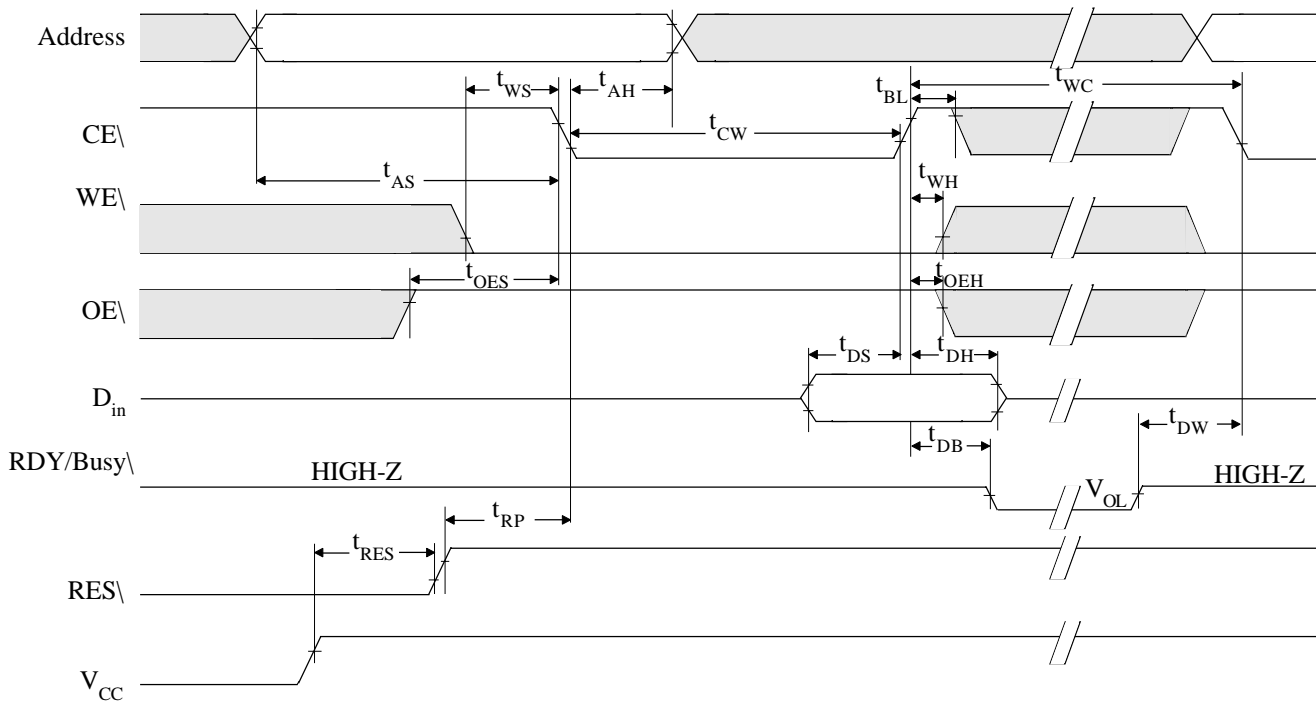 Address
t_WC
t_WS
t_AH
t_BL
CE\
t_CW
t_AS
t_WH
WE\
t_OES
t_OEH
OE\
t_DS
t_DH
D_in
t_DW
t_DB
RDY/Busy\
HIGH-Z
V_OL
HIGH-Z
t_RP
t_RES
RES\
V_CC